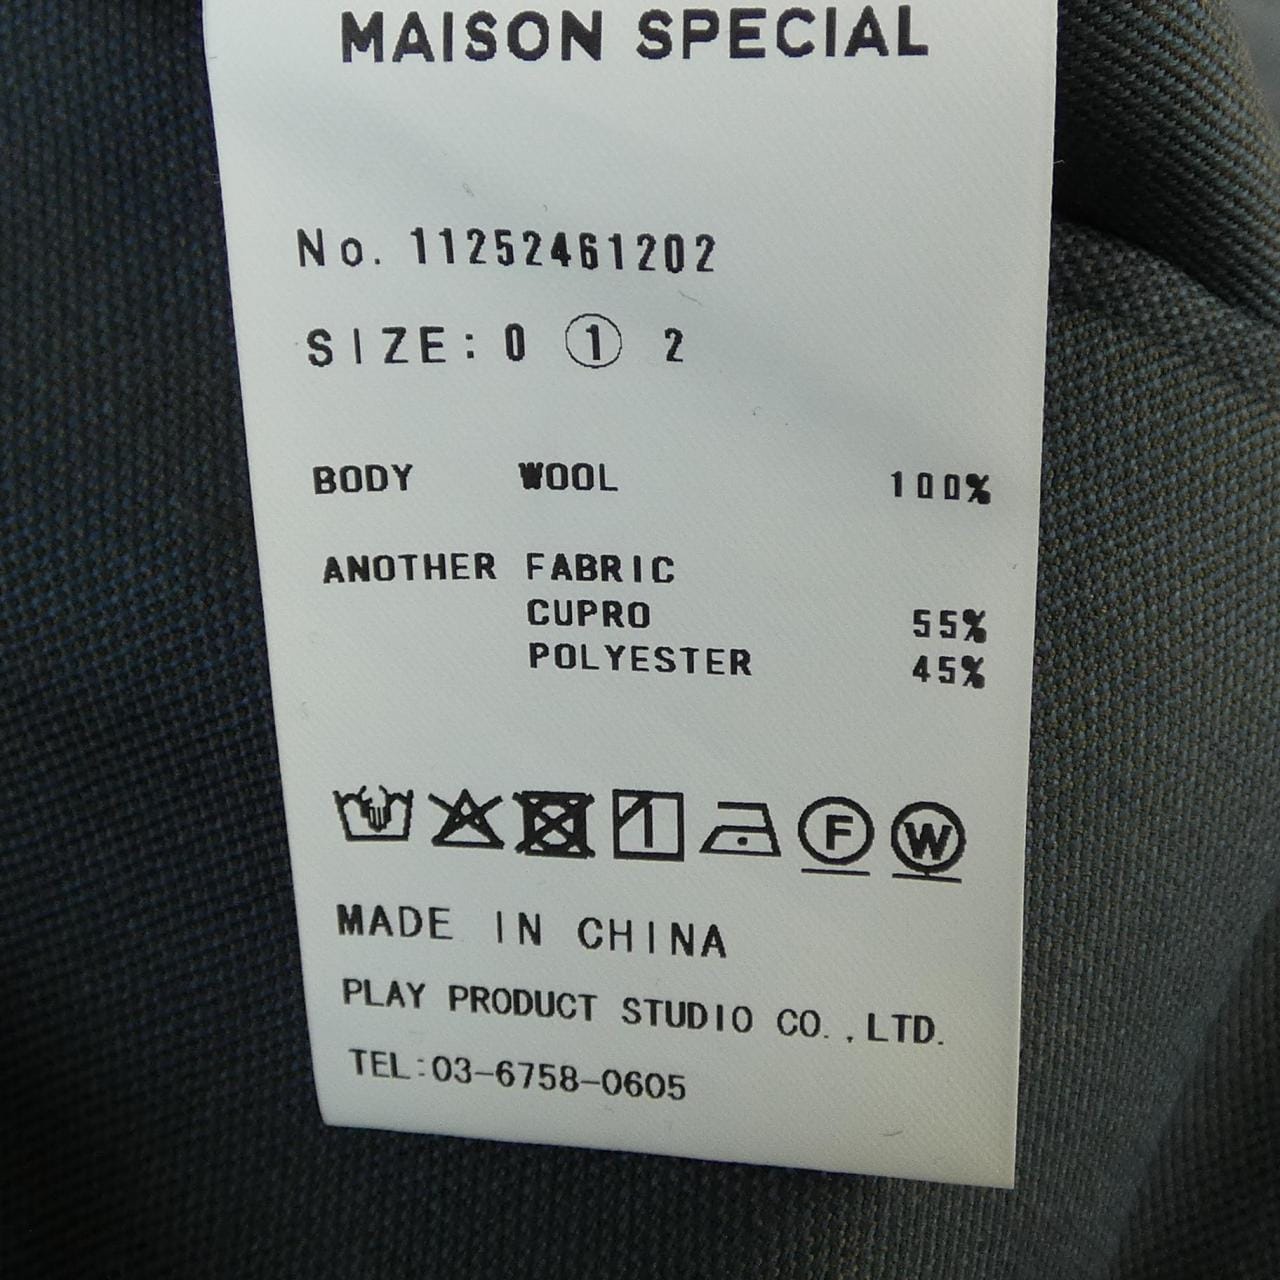 MAISON SPECIAL
No. 11252461202
SIZE: 0 1 2
BODY WOOL 100%
ANOTHER FABRIC
CUPRO 55%
POLYESTER 45%
F W
MADE IN CHINA
PLAY PRODUCT STUDIO CO.,LTD.
TEL:03-6758-0605